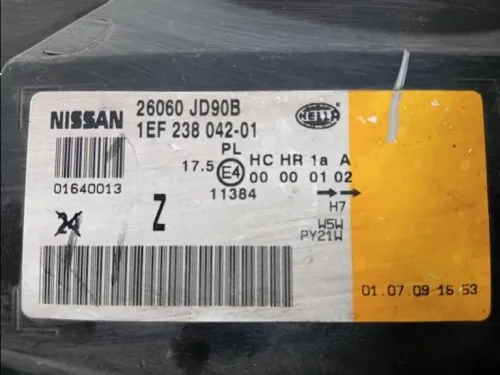 NISSAN
26060 JD90B
1EF 238 042-01
HELLA
PL
17.5 E4 HC HR 1a A
00 00 01 02
01640013
11384
H7
24
Z
W5W
PY21W
01.07.09 16 53